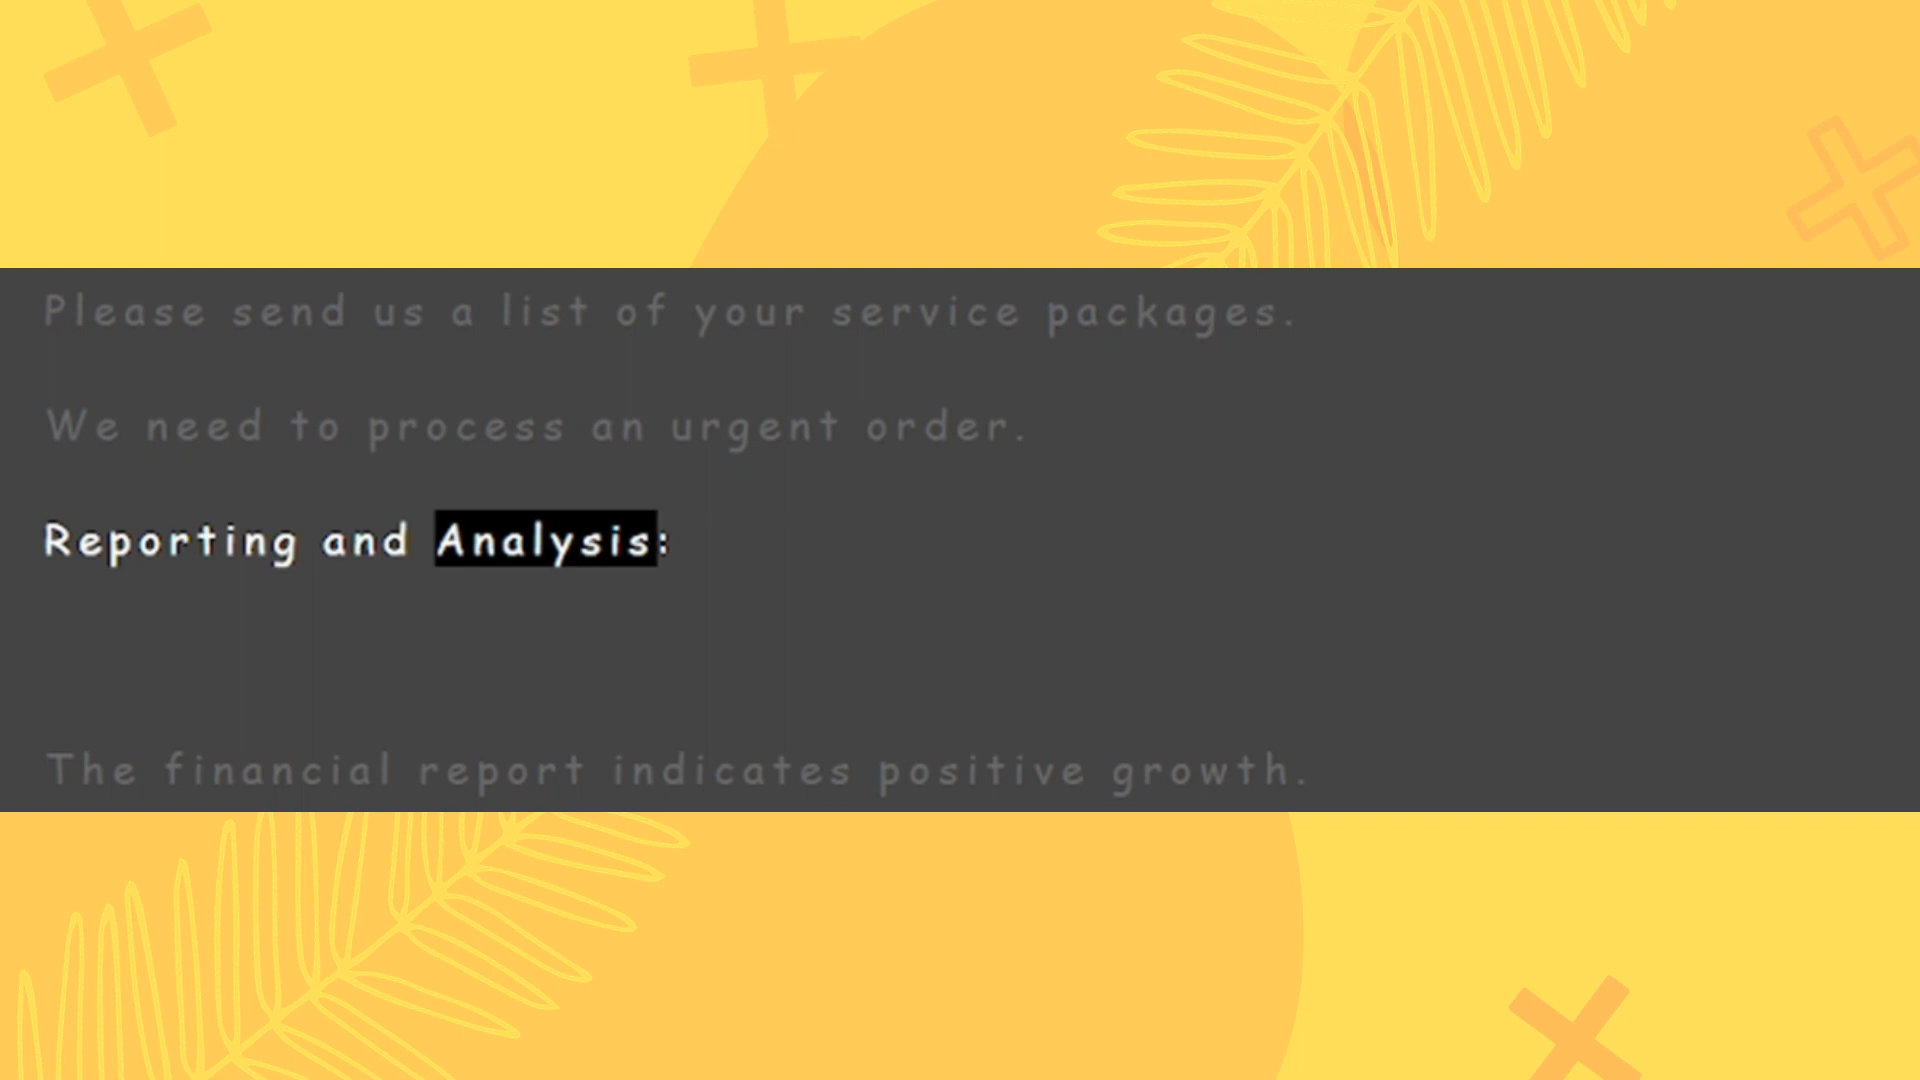 Please send us a list of your service packages.
We need to process an urgent order.
Reporting and Analysis:
The financial report indicates positive growth.